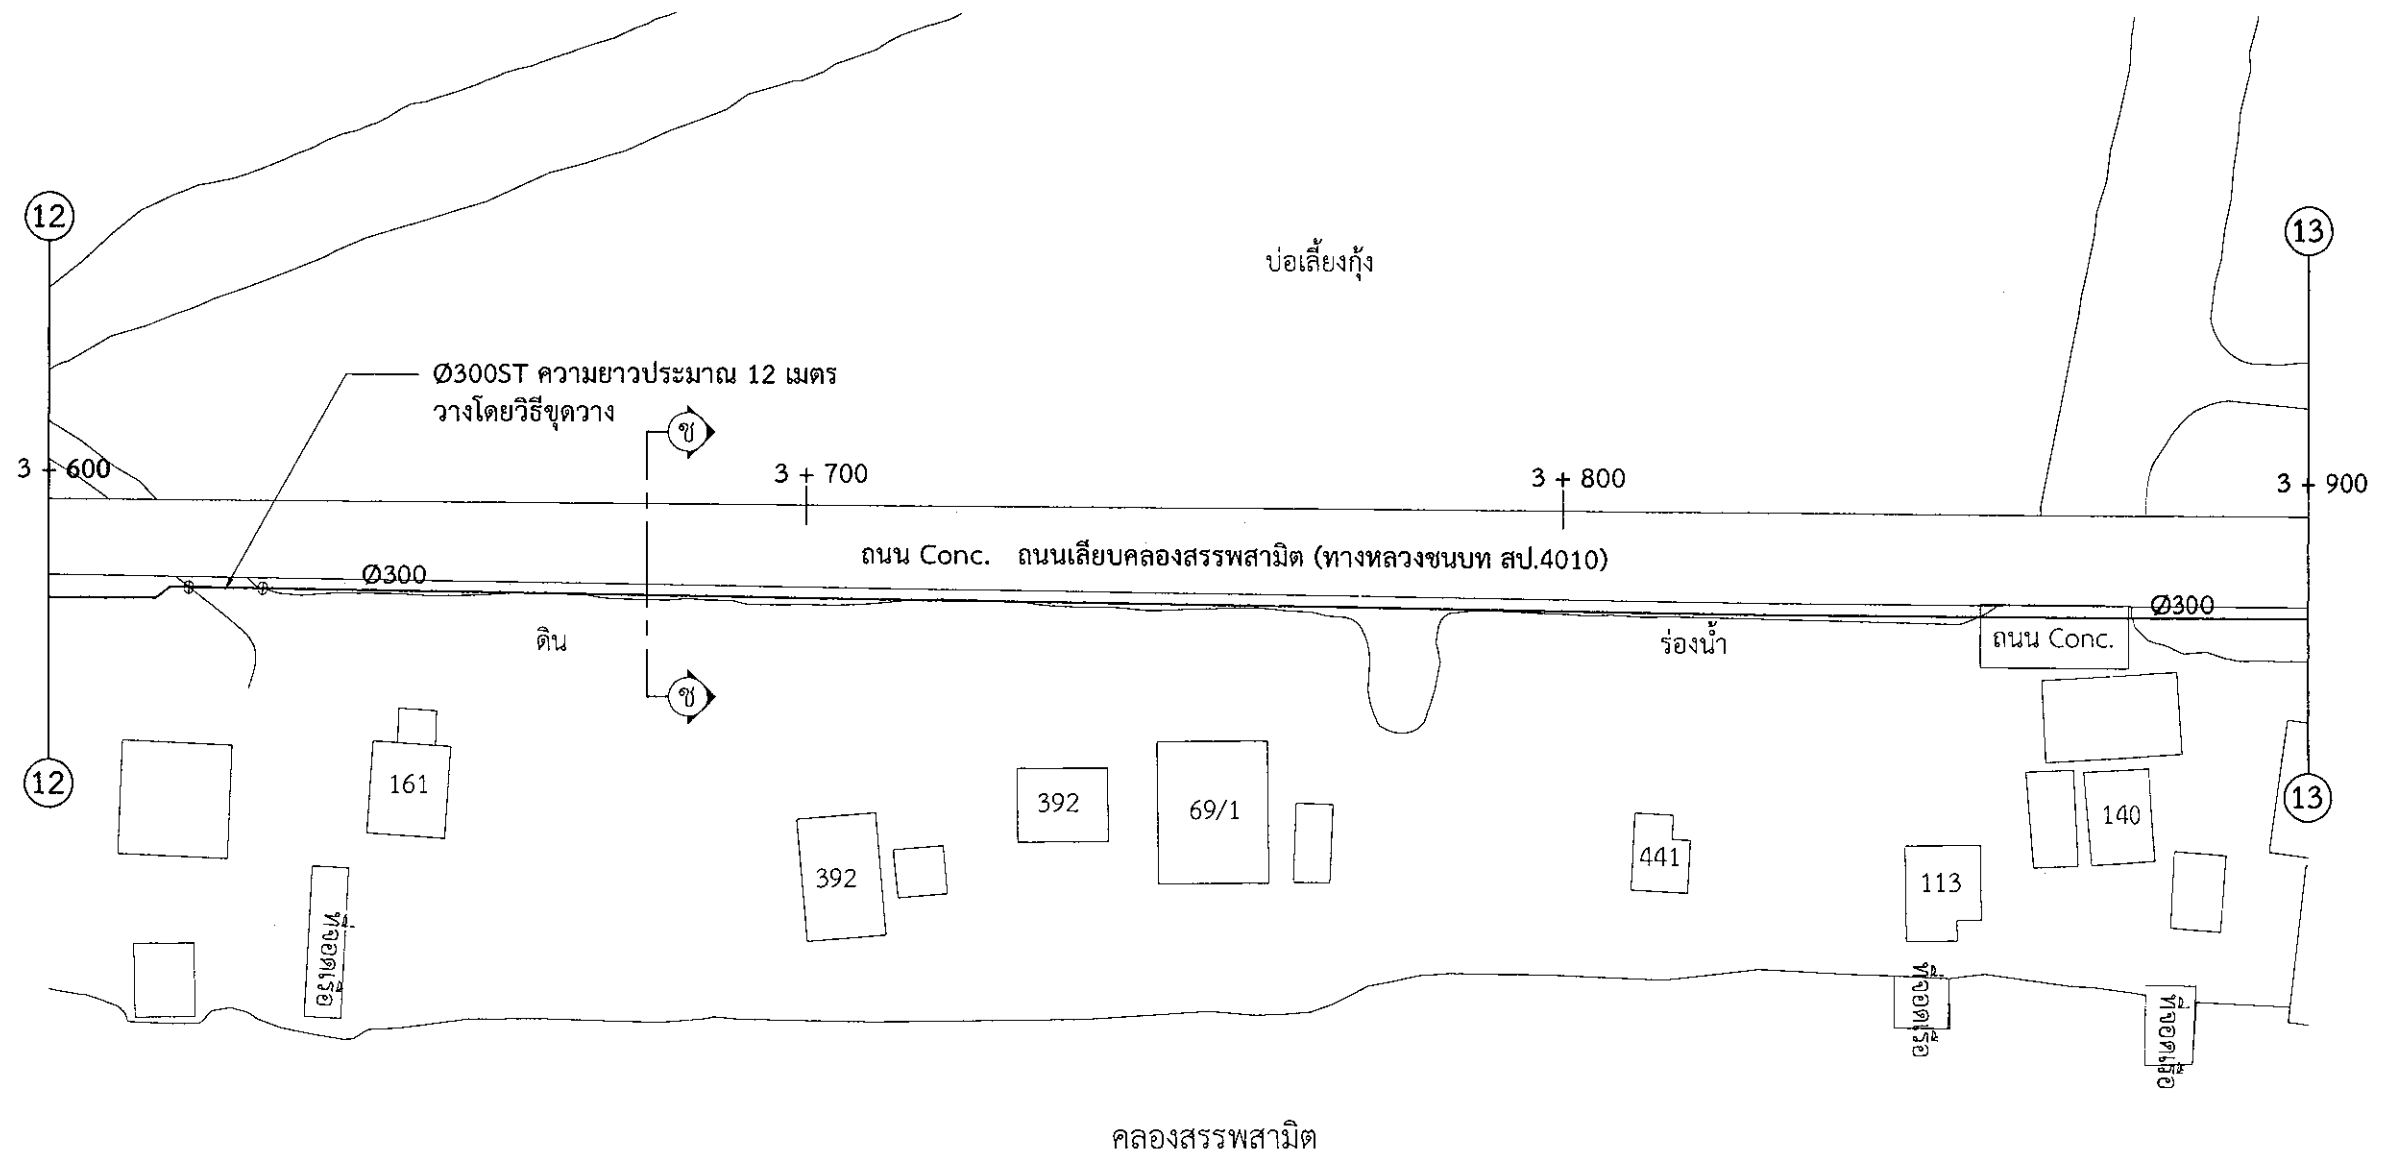 12
13
บ่อเลี้ยงกุ้ง
Ø300ST ความยาวประมาณ 12 เมตร
วางโดยวิธีขุดวาง
ซ
3 + 600
3 + 700
3 + 800
3 + 900
ถนน Conc. ถนนเลียบคลองสรรพสามิต (ทางหลวงชนบท สป.4010)
Ø300
Ø300
ดิน
ร่องน้ำ
ถนน Conc.
ซ
12
13
161
392
392
69/1
441
113
140
ที่จอดเรือ
ที่จอดเรือ
ที่จอดเรือ
คลองสรรพสามิต